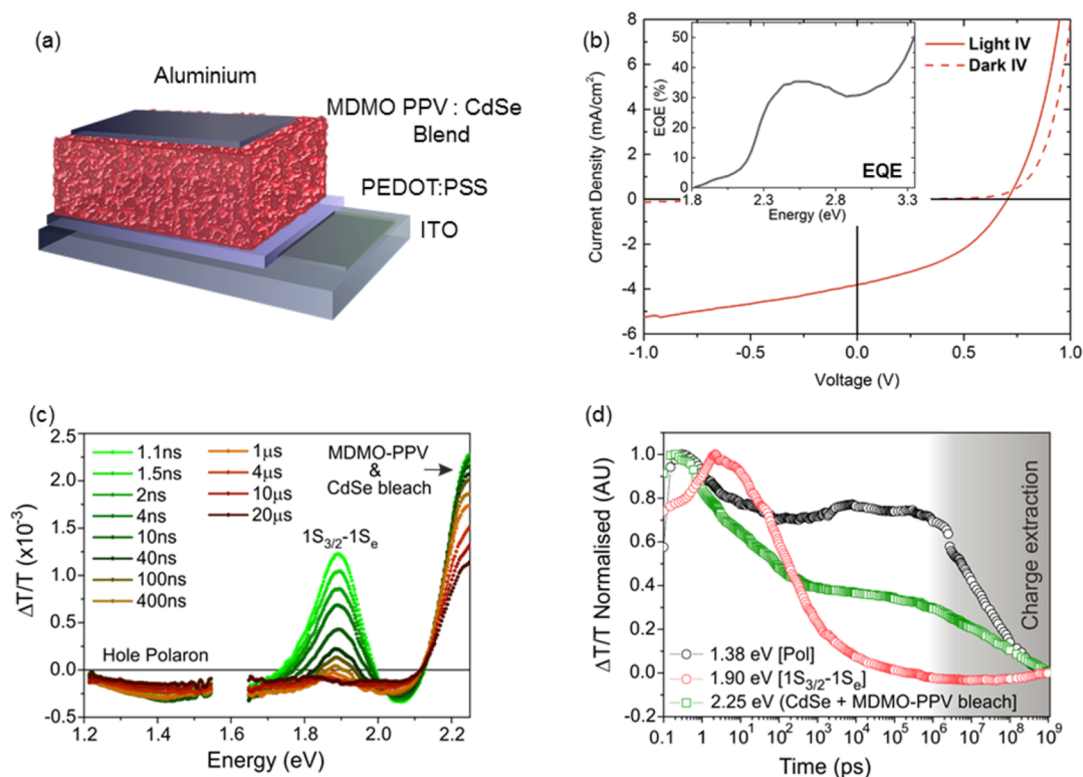 (a)
Aluminium
MDMO PPV : CdSe
Blend
PEDOT:PSS
ITO
(b)
Current Density (mA/cm²)
8
6
4
2
0
-2
-4
-6
-1.0
-0.5
0.0
0.5
1.0
Voltage (V)
Light IV
Dark IV
EQE (%)
50
40
30
20
10
0
1.8
2.3
2.8
3.3
Energy (eV)
EQE
(c)
ΔT/T (x10⁻³)
2.5
2.0
1.5
1.0
0.5
0.0
-0.5
1.2
1.4
1.6
1.8
2.0
2.2
Energy (eV)
1.1ns
1.5ns
2ns
4ns
10ns
40ns
100ns
400ns
1μs
4μs
10μs
20μs
MDMO-PPV
&
CdSe bleach
1S3/2-1Se
Hole Polaron
(d)
ΔT/T Normalised (AU)
1.0
0.8
0.6
0.4
0.2
0.0
-0.2
0.1
1
10
10²
10³
10⁴
10⁵
10⁶
10⁷
10⁸
10⁹
Time (ps)
Charge extraction
1.38 eV [Pol]
1.90 eV [1S3/2-1Se]
2.25 eV (CdSe + MDMO-PPV bleach]